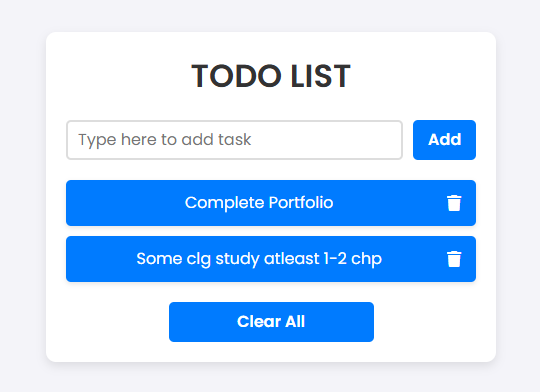 TODO LIST
Type here to add task
Add
Complete Portfolio
Some clg study atleast 1-2 chp
Clear All